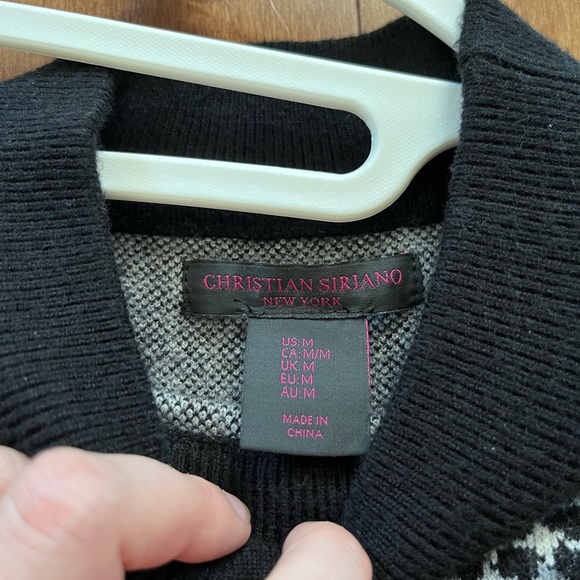 CHRISTIAN SIRIANO
NEW YORK
US: M
CA: M/M
UK: M
EU: M
AU: M
MADE IN
CHINA